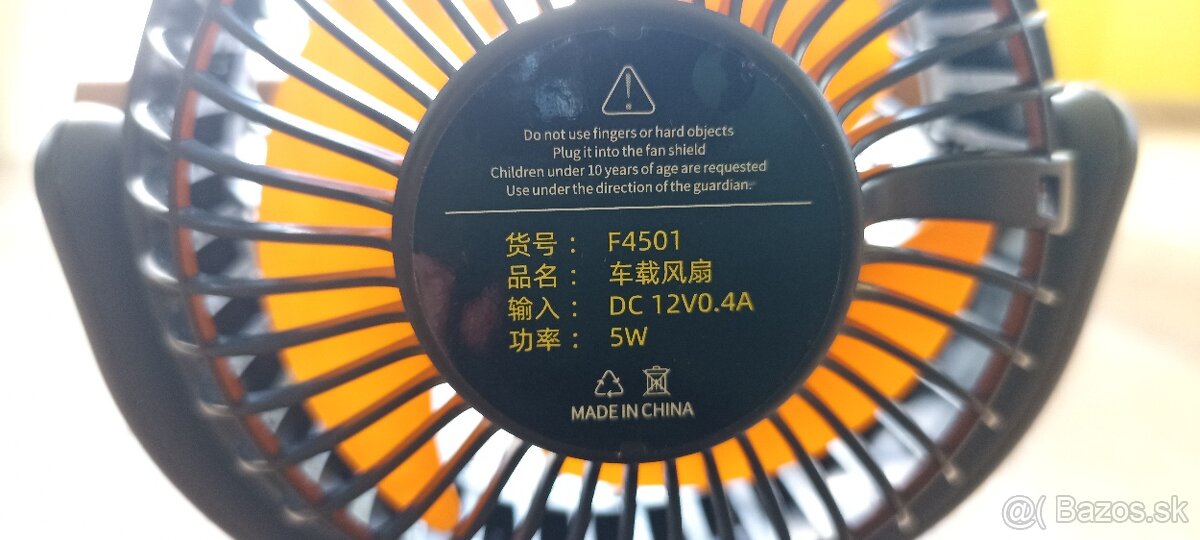 Do not use fingers or hard objects
Plug it into the fan shield
Children under 10 years of age are requested
Use under the direction of the guardian.
货号： F4501
品名： 车载风扇
输入： DC 12V0.4A
功率： 5W
MADE IN CHINA
@( Bazos.sk